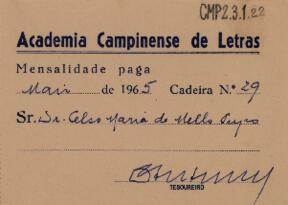 CMP2.3.1.22
Academia Campinense de Letras
Mensalidade paga
Maio de 1965 Cadeira N.º 29
Sr. Dr. Celso Maria de Mello Pupo
TESOUREIRO